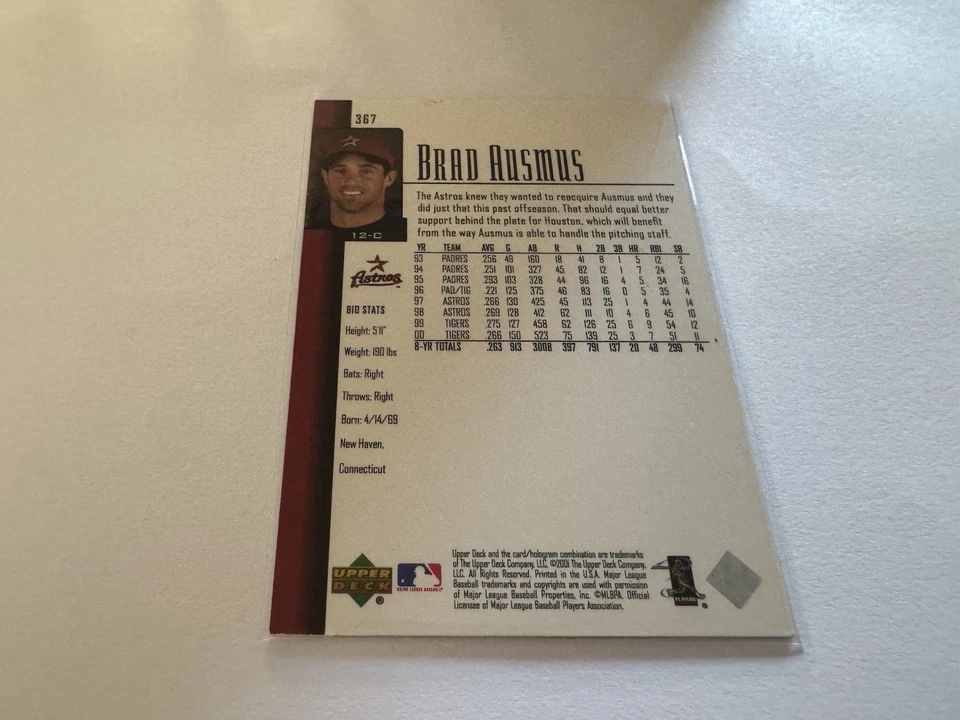 367
BRAD AUSMUS
The Astros knew they wanted to reacquire Ausmus and they
did just that this past offseason. That should equal better
support behind the plate for Houston, which will benefit
from the way Ausmus is able to handle the pitching staff.
12-C
YR TEAM AVG G AB R H 2B 3B HR RBI SB
93 PADRES .256 49 160 18 41 8 1 5 12 2
94 PADRES .251 101 327 45 82 12 1 7 24 5
95 PADRES .293 103 328 44 96 16 4 5 34 16
96 PAD/TIG .221 125 375 46 83 16 0 5 35 4
97 ASTROS .266 130 425 45 113 25 1 4 44 14
98 ASTROS .269 128 412 62 111 10 4 6 45 10
99 TIGERS .275 127 458 62 126 25 6 9 54 12
00 TIGERS .266 150 523 75 139 25 3 7 51 11
8-YR TOTALS .263 913 3008 397 791 137 20 48 299 74
Astros
BIO STATS
Height: 5'11"
Weight: 190 lbs
Bats: Right
Throws: Right
Born: 4/14/69
New Haven,
Connecticut
UPPER
DECK
®
MAJOR LEAGUE BASEBALL®
Upper Deck and the card/hologram combination are trademarks
of The Upper Deck Company, LLC. ©2001 The Upper Deck Company,
LLC. All Rights Reserved. Printed in the U.S.A. Major League
Baseball trademarks and copyrights are used with permission
of Major League Baseball Properties, Inc. ©MLBPA. Official
Licensee of Major League Baseball Players Association.
PLAYERS
®